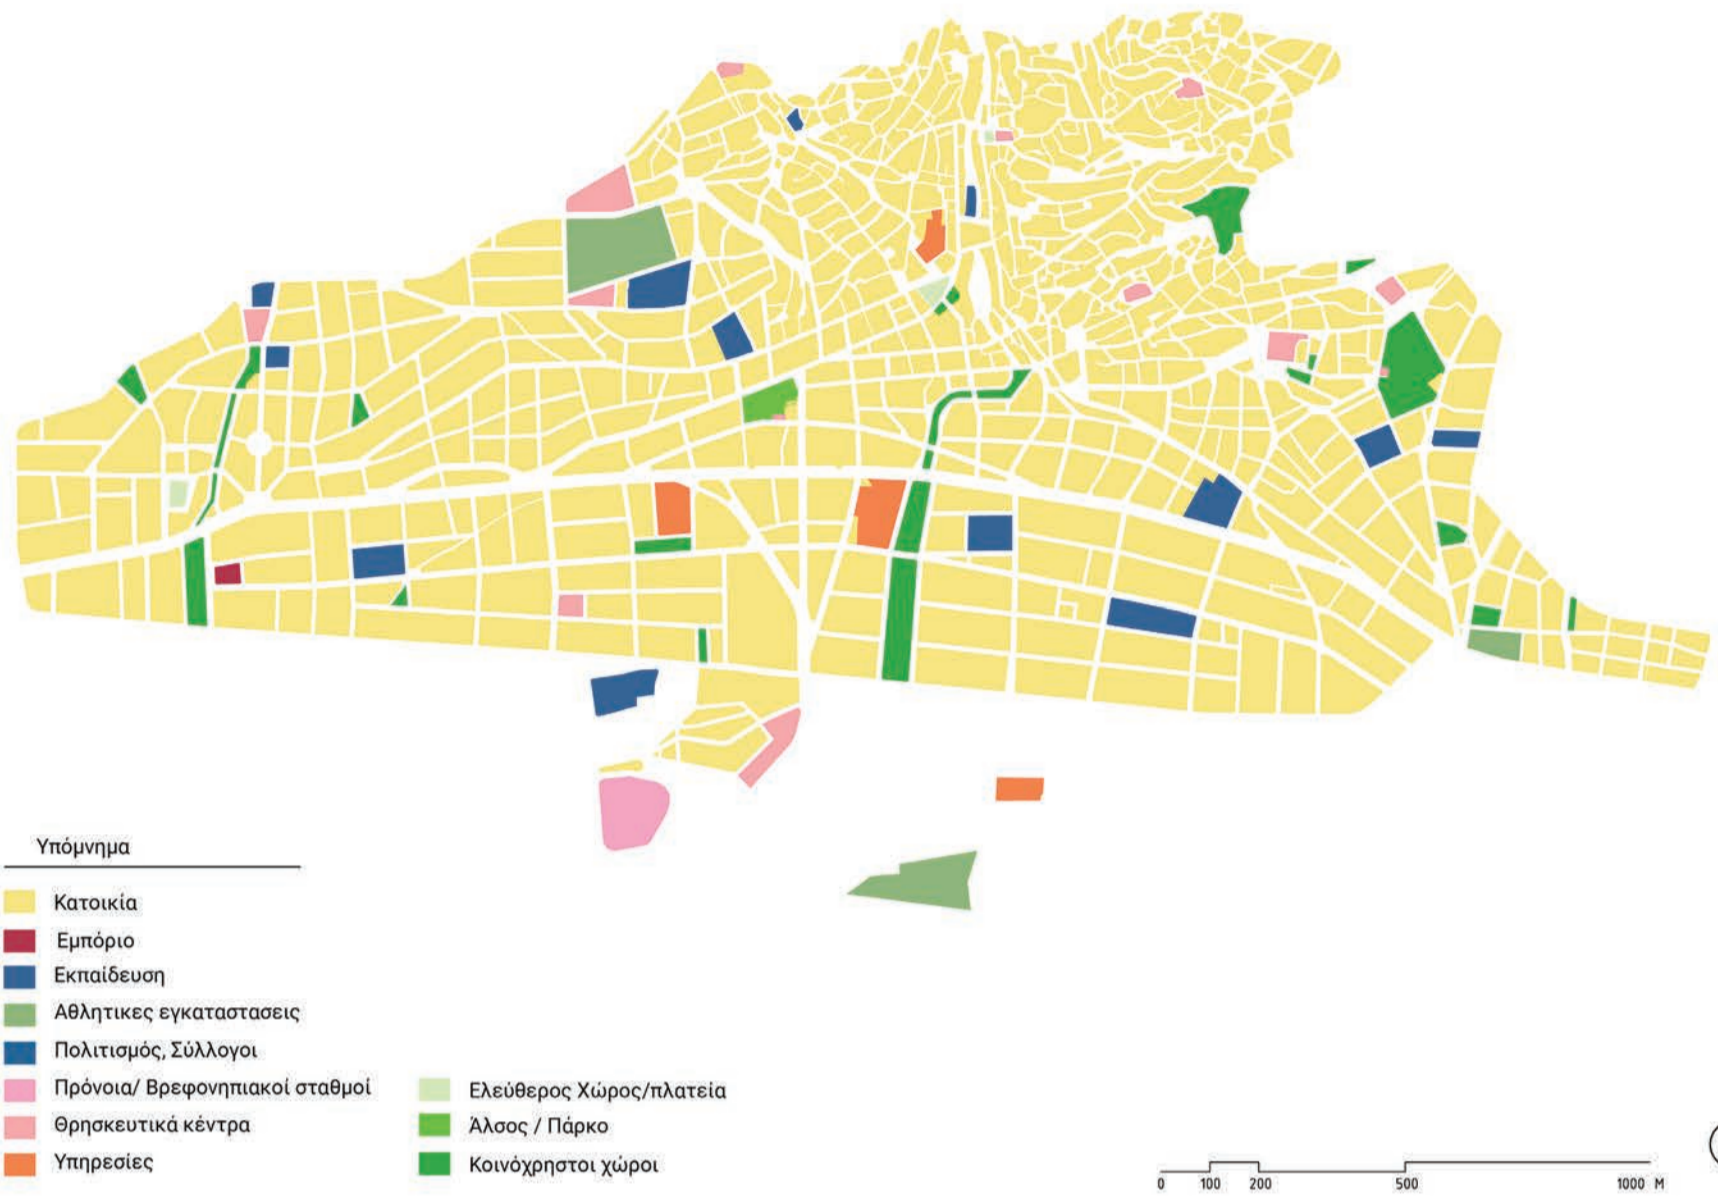 Υπόμνημα
Κατοικία
Εμπόριο
Εκπαίδευση
Αθλητικες εγκαταστασεις
Πολιτισμός, Σύλλογοι
Πρόνοια/ Βρεφονηπιακοί σταθμοί
Θρησκευτικά κέντρα
Υπηρεσίες
Ελεύθερος Χώρος/πλατεία
Άλσος / Πάρκο
Κοινόχρηστοι χώροι
0 100 200 500 1000 M